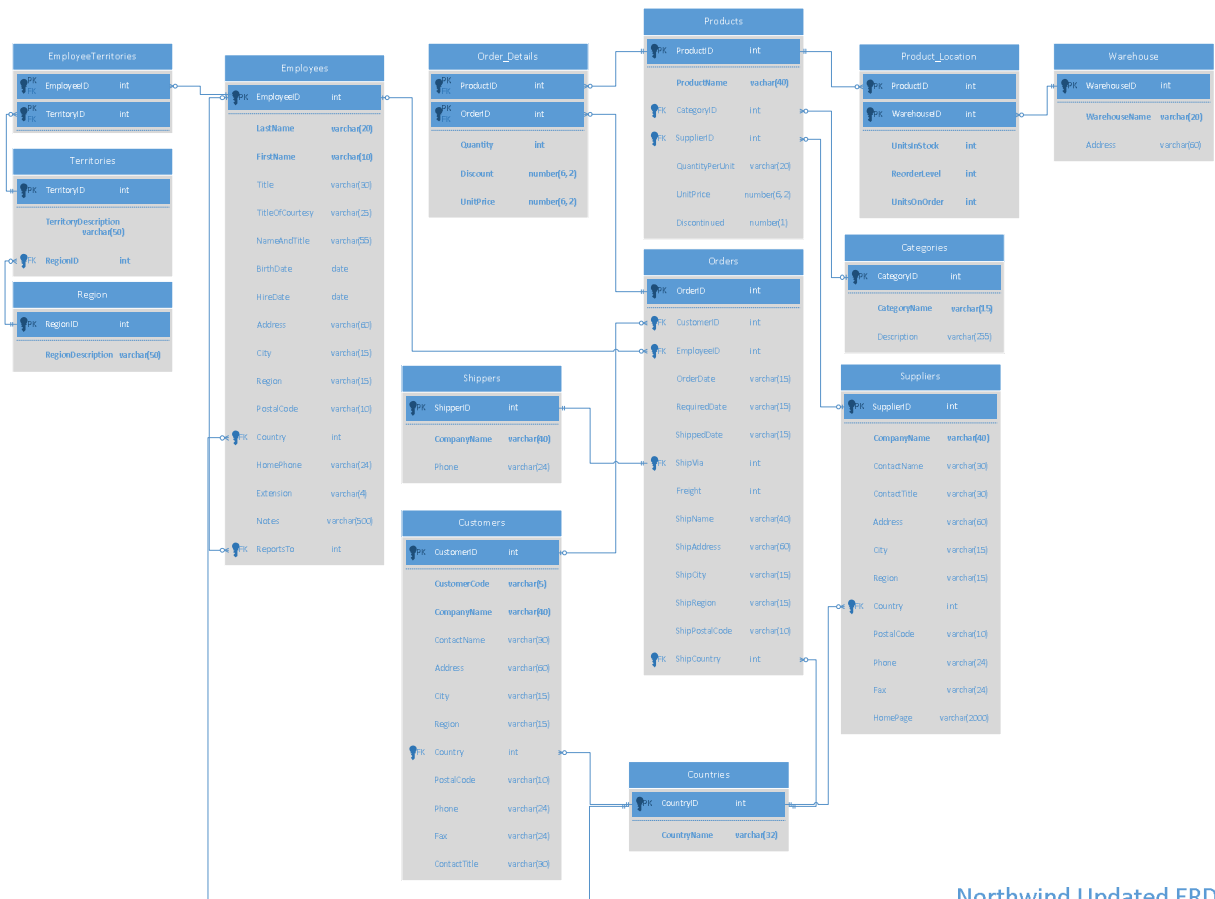 EmployeeTerritories
PK FK EmployeeID int
PK FK TerritoryID int
Territories
PK TerritoryID int
TerritoryDescription
varchar(50)
FK RegionID int
Region
PK RegionID int
RegionDescription varchar(50)
Employees
PK EmployeeID int
LastName varchar(20)
FirstName varchar(10)
Title varchar(30)
TitleOfCourtesy varchar(25)
NameAndTitle varchar(55)
BirthDate date
HireDate date
Address varchar(60)
City varchar(15)
Region varchar(15)
PostalCode varchar(10)
FK Country int
HomePhone varchar(24)
Extension varchar(4)
Notes varchar(500)
FK ReportsTo int
Order_Details
PK FK ProductID int
PK FK OrderID int
Quantity int
Discount number(6,2)
UnitPrice number(6,2)
Shippers
PK ShipperID int
CompanyName varchar(40)
Phone varchar(24)
Customers
PK CustomerID int
CustomerCode varchar(5)
CompanyName varchar(40)
ContactName varchar(30)
Address varchar(60)
City varchar(15)
Region varchar(15)
FK Country int
PostalCode varchar(10)
Phone varchar(24)
Fax varchar(24)
ContactTitle varchar(30)
Products
PK ProductID int
ProductName vachar(40)
FK CategoryID int
FK SupplierID int
QuantityPerUnit varchar(20)
UnitPrice number(6,2)
Discontinued number(1)
Orders
PK OrderID int
FK CustomerID int
FK EmployeeID int
OrderDate varchar(15)
RequiredDate varchar(15)
ShippedDate varchar(15)
FK ShipVia int
Freight int
ShipName varchar(40)
ShipAddress varchar(60)
ShipCity varchar(15)
ShipRegion varchar(15)
ShipPostalCode varchar(10)
FK ShipCountry int
Countries
PK CountryID int
CountryName varchar(32)
Product_Location
PK ProductID int
PK WarehouseID int
UnitsInStock int
ReorderLevel int
UnitsOnOrder int
Warehouse
PK WarehouseID int
WarehouseName varchar(20)
Address varchar(60)
Categories
PK CategoryID int
CategoryName varchar(15)
Description varchar(255)
Suppliers
PK SupplierID int
CompanyName varchar(40)
ContactName varchar(30)
ContactTitle varchar(30)
Address varchar(60)
City varchar(15)
Region varchar(15)
FK Country int
PostalCode varchar(10)
Phone varchar(24)
Fax varchar(24)
HomePage varchar(2000)
Northwind Updated ERD